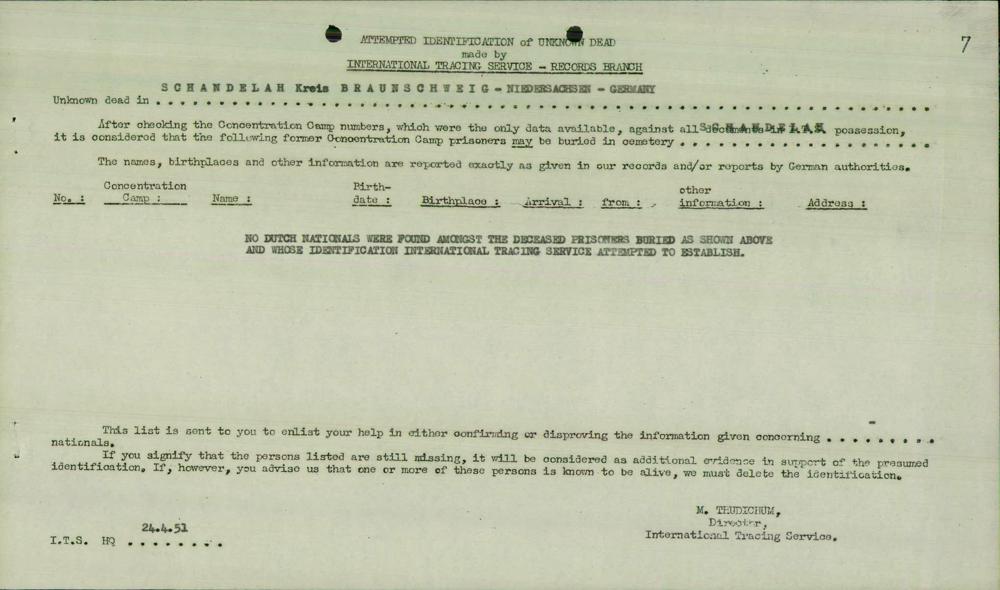 7
ATTEMPTED IDENTIFICATION of UNKNOWN DEAD
made by
INTERNATIONAL TRACING SERVICE - RECORDS BRANCH
SCHANDELAH Kreis BRAUNSCHWEIG - NIEDERSACHSEN - GERMANY
Unknown dead in . . . . . . . . . . . . . . . . . . . . . . . . . . . . . . . . . . . . . . . . . . . . . . . . . . . . . . . . . . . . . . . . . .
After checking the Concentration Camp numbers, which were the only data available, against all documents in possession,
SCHANDELAH
it is considered that the following former Concentration Camp prisoners may be buried in cemetery . . . . . . . . . . . . . . . . . . . . .
The names, birthplaces and other information are reported exactly as given in our records and/or reports by German authorities.
No. : Concentration Camp : Name : Birth-date : Birthplace : Arrival : from : other information : Address :
NO DUTCH NATIONALS WERE FOUND AMONGST THE DECEASED PRISONERS BURIED AS SHOWN ABOVE
AND WHOSE IDENTIFICATION INTERNATIONAL TRACING SERVICE ATTEMPTED TO ESTABLISH.
This list is sent to you to enlist your help in either confirming or disproving the information given concerning . . . . . . . . .
nationals.
If you signify that the persons listed are still missing, it will be considered as additional evidence in support of the presumed
identification. If, however, you advise us that one or more of these persons is known to be alive, we must delete the identification.
M. THUDICHUM,
Director,
International Tracing Service.
24.4.51
I.T.S. HQ . . . . . . . .